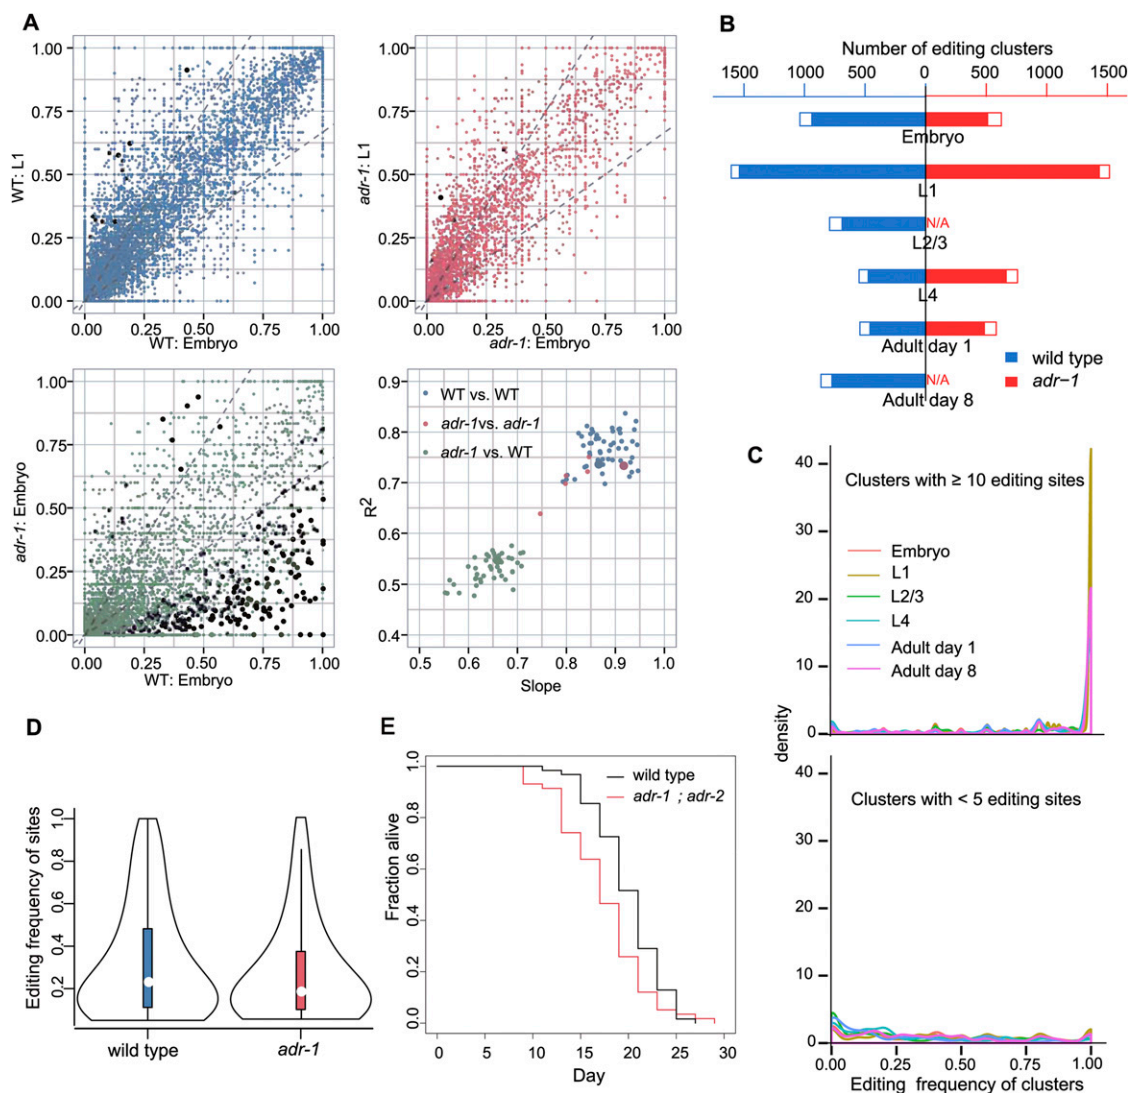 A
1.00
0.75
0.50
0.25
0.00
WT: L1
0.00 0.25 0.50 0.75 1.00
WT: Embryo
1.00
0.75
0.50
0.25
0.00
adr-1: L1
0.00 0.25 0.50 0.75 1.00
adr-1: Embryo
1.00
0.75
0.50
0.25
0.00
adr-1: Embryo
0.00 0.25 0.50 0.75 1.00
WT: Embryo
0.9
0.8
0.7
0.6
0.5
0.4
R2
WT vs. WT
adr-1vs. adr-1
adr-1 vs. WT
0.5 0.6 0.7 0.8 0.9 1.0
Slope
B
Number of editing clusters
1500 1000 500 0 500 1000 1500
Embryo
L1
N/A
L2/3
L4
Adult day 1
N/A
Adult day 8
wild type
adr−1
C
40
30
20
10
0
density
Clusters with ≥ 10 editing sites
Embryo
L1
L2/3
L4
Adult day 1
Adult day 8
40
30
20
10
0
Clusters with < 5 editing sites
0.00 0.25 0.50 0.75 1.00
Editing frequency of clusters
D
Editing frequency of sites
1.0
0.8
0.6
0.4
0.2
wild type adr-1
E
Fraction alive
1.0
0.8
0.6
0.4
0.2
0.0
wild type
adr-1 ; adr-2
0 5 10 15 20 25 30
Day